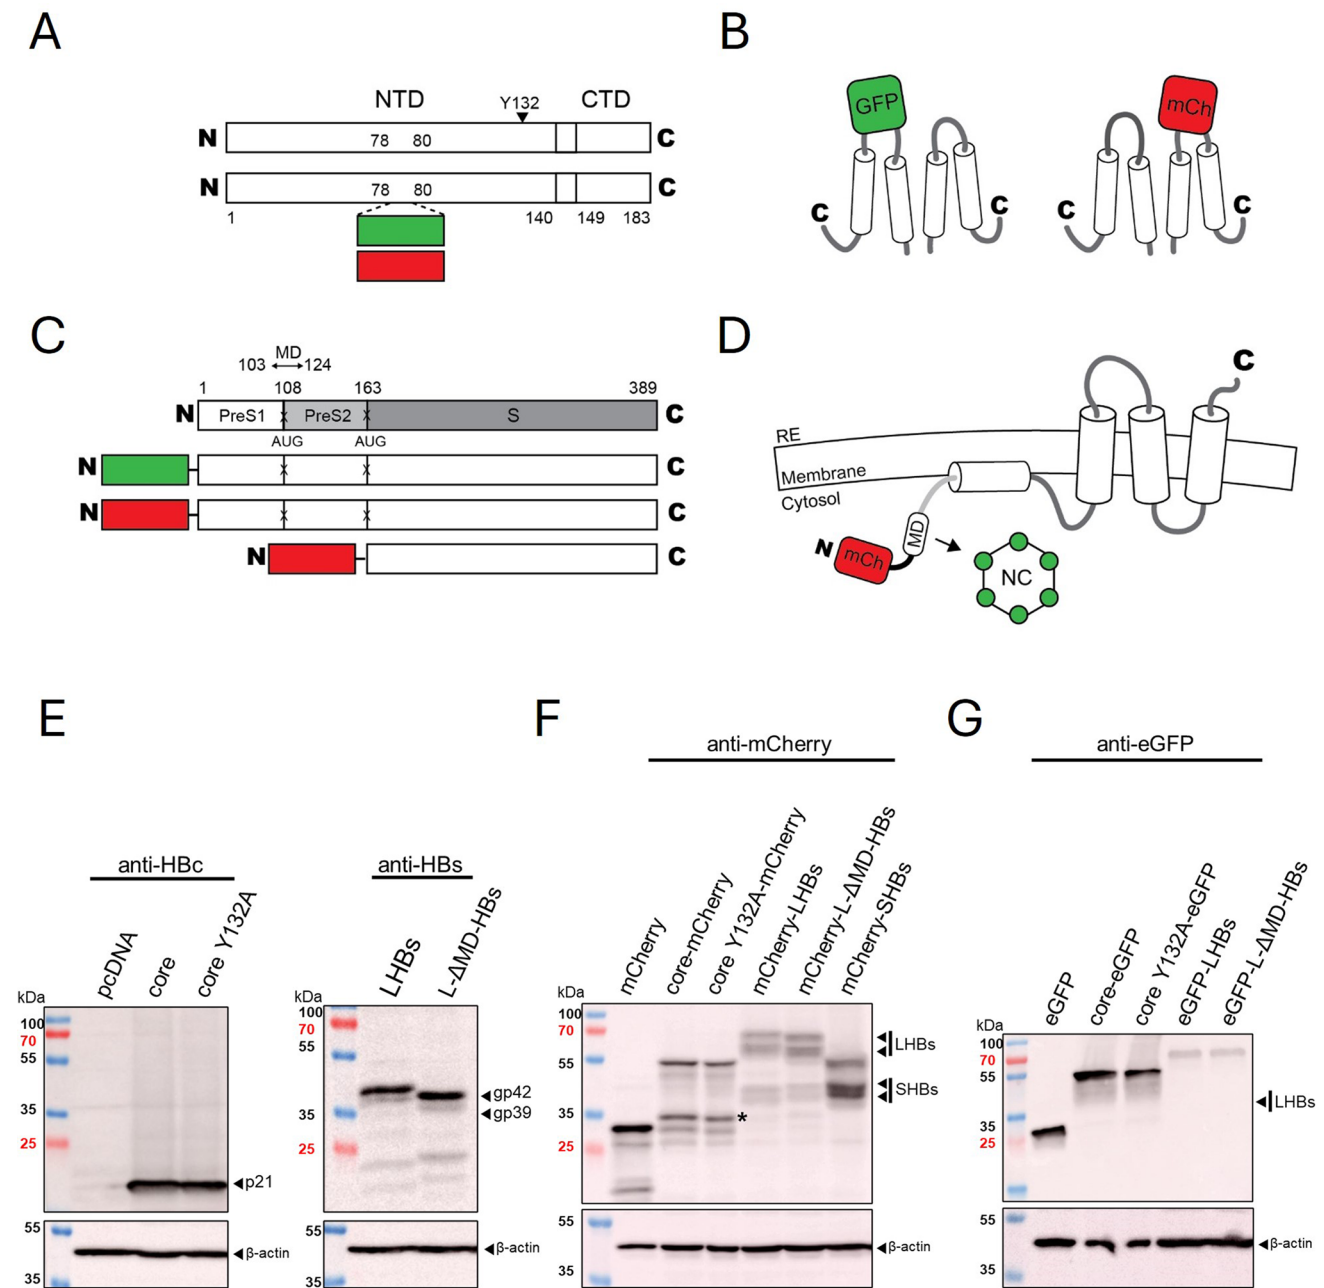 A
NTD
Y132
CTD
N
78
80
C
N
78
80
C
1
140
149
183
B
GFP
mCh
C
C
C
C
C
MD
103
124
1
108
163
389
N
PreS1
x
PreS2
x
S
C
AUG
AUG
N
x
x
C
N
x
x
C
N
C
D
C
RE
Membrane
Cytosol
N
mCh
MD
NC
E
anti-HBc
pcDNA
core
core Y132A
kDa
100
70
55
35
25
p21
55
35
β-actin
anti-HBs
LHBs
L-ΔMD-HBs
kDa
100
70
55
35
25
gp42
gp39
55
35
β-actin
F
anti-mCherry
mCherry
core-mCherry
core Y132A-mCherry
mCherry-LHBs
mCherry-L-ΔMD-HBs
mCherry-SHBs
kDa
100
70
55
35
25
*
LHBs
SHBs
55
35
β-actin
G
anti-eGFP
eGFP
core-eGFP
core Y132A-eGFP
eGFP-LHBs
eGFP-L-ΔMD-HBs
kDa
100
70
55
35
25
LHBs
55
35
β-actin